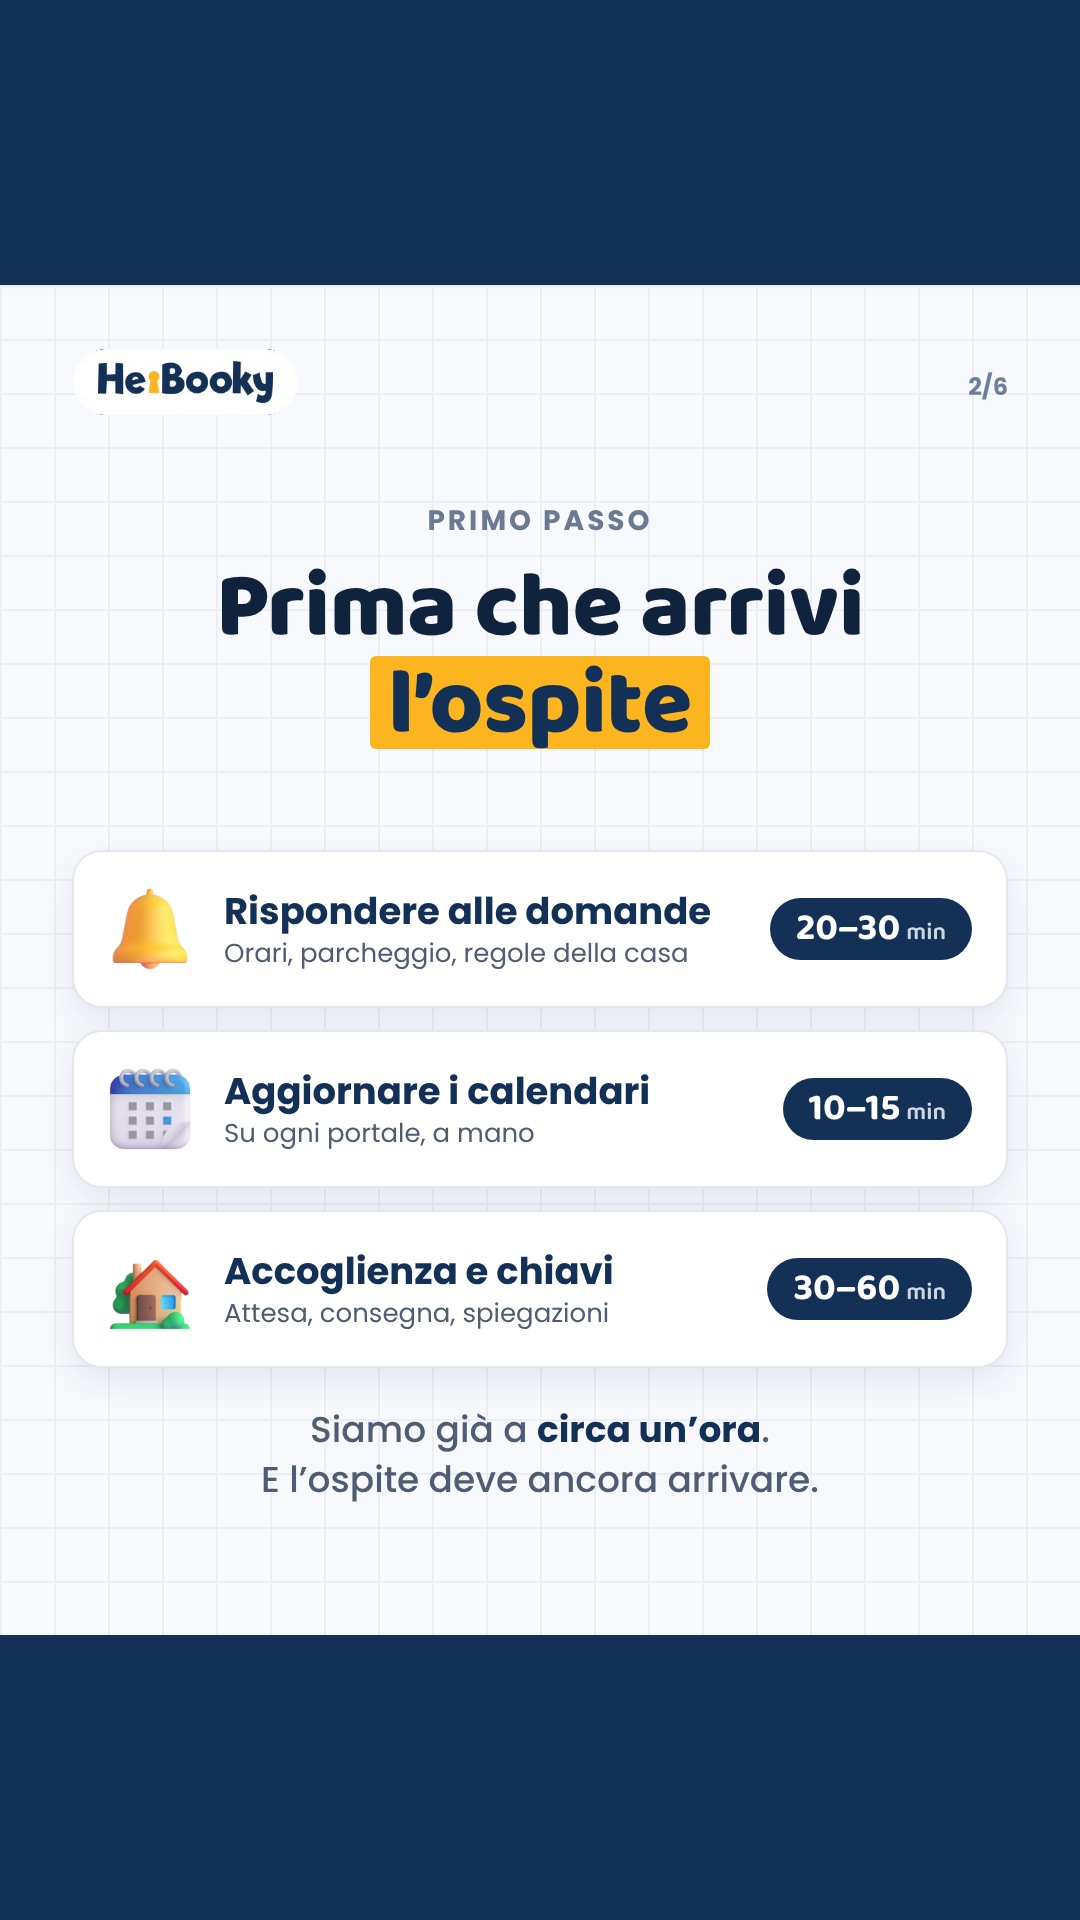 HeiBooky
2/6
PRIMO PASSO
Prima che arrivi
l’ospite
Rispondere alle domande
Orari, parcheggio, regole della casa
20–30 min
Aggiornare i calendari
Su ogni portale, a mano
10–15 min
Accoglienza e chiavi
Attesa, consegna, spiegazioni
30–60 min
Siamo già a circa un’ora.
E l’ospite deve ancora arrivare.